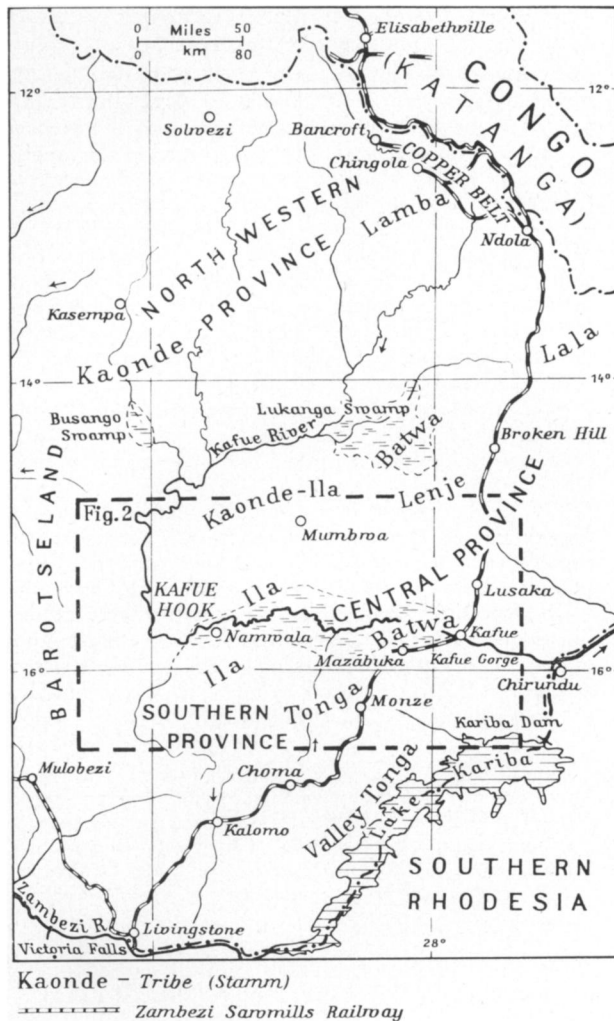 0 Miles 50
0 km 80
Elisabethville
12°
12°
CONGO
(KATANGA)
Solwezi
Bancroft
Chingola
COPPER BELT
Lamba
Ndola
NORTH WESTERN
PROVINCE
Kasempa
Kaonde
Lala
14°
14°
Busango
Swamp
Lukanga Swamp
Kafue River
Batwa
Broken Hill
BAROTSELAND
Kaonde-Ila
Lenje
Fig.2
Mumbwa
CENTRAL PROVINCE
Ila
KAFUE
HOOK
Lusaka
Namwala
Batwa
Kafue
Mazabuka
Kafue Gorge
Ila
16°
16°
Chirundu
Tonga
SOUTHERN
PROVINCE
Monze
Kariba Dam
Mulobezi
Choma
Valley Tonga
Lake Kariba
Kalomo
SOUTHERN
RHODESIA
Zambezi R.
Livingstone
Victoria Falls
28°
Kaonde - Tribe (Stamm)
Zambezi Sawmills Railway